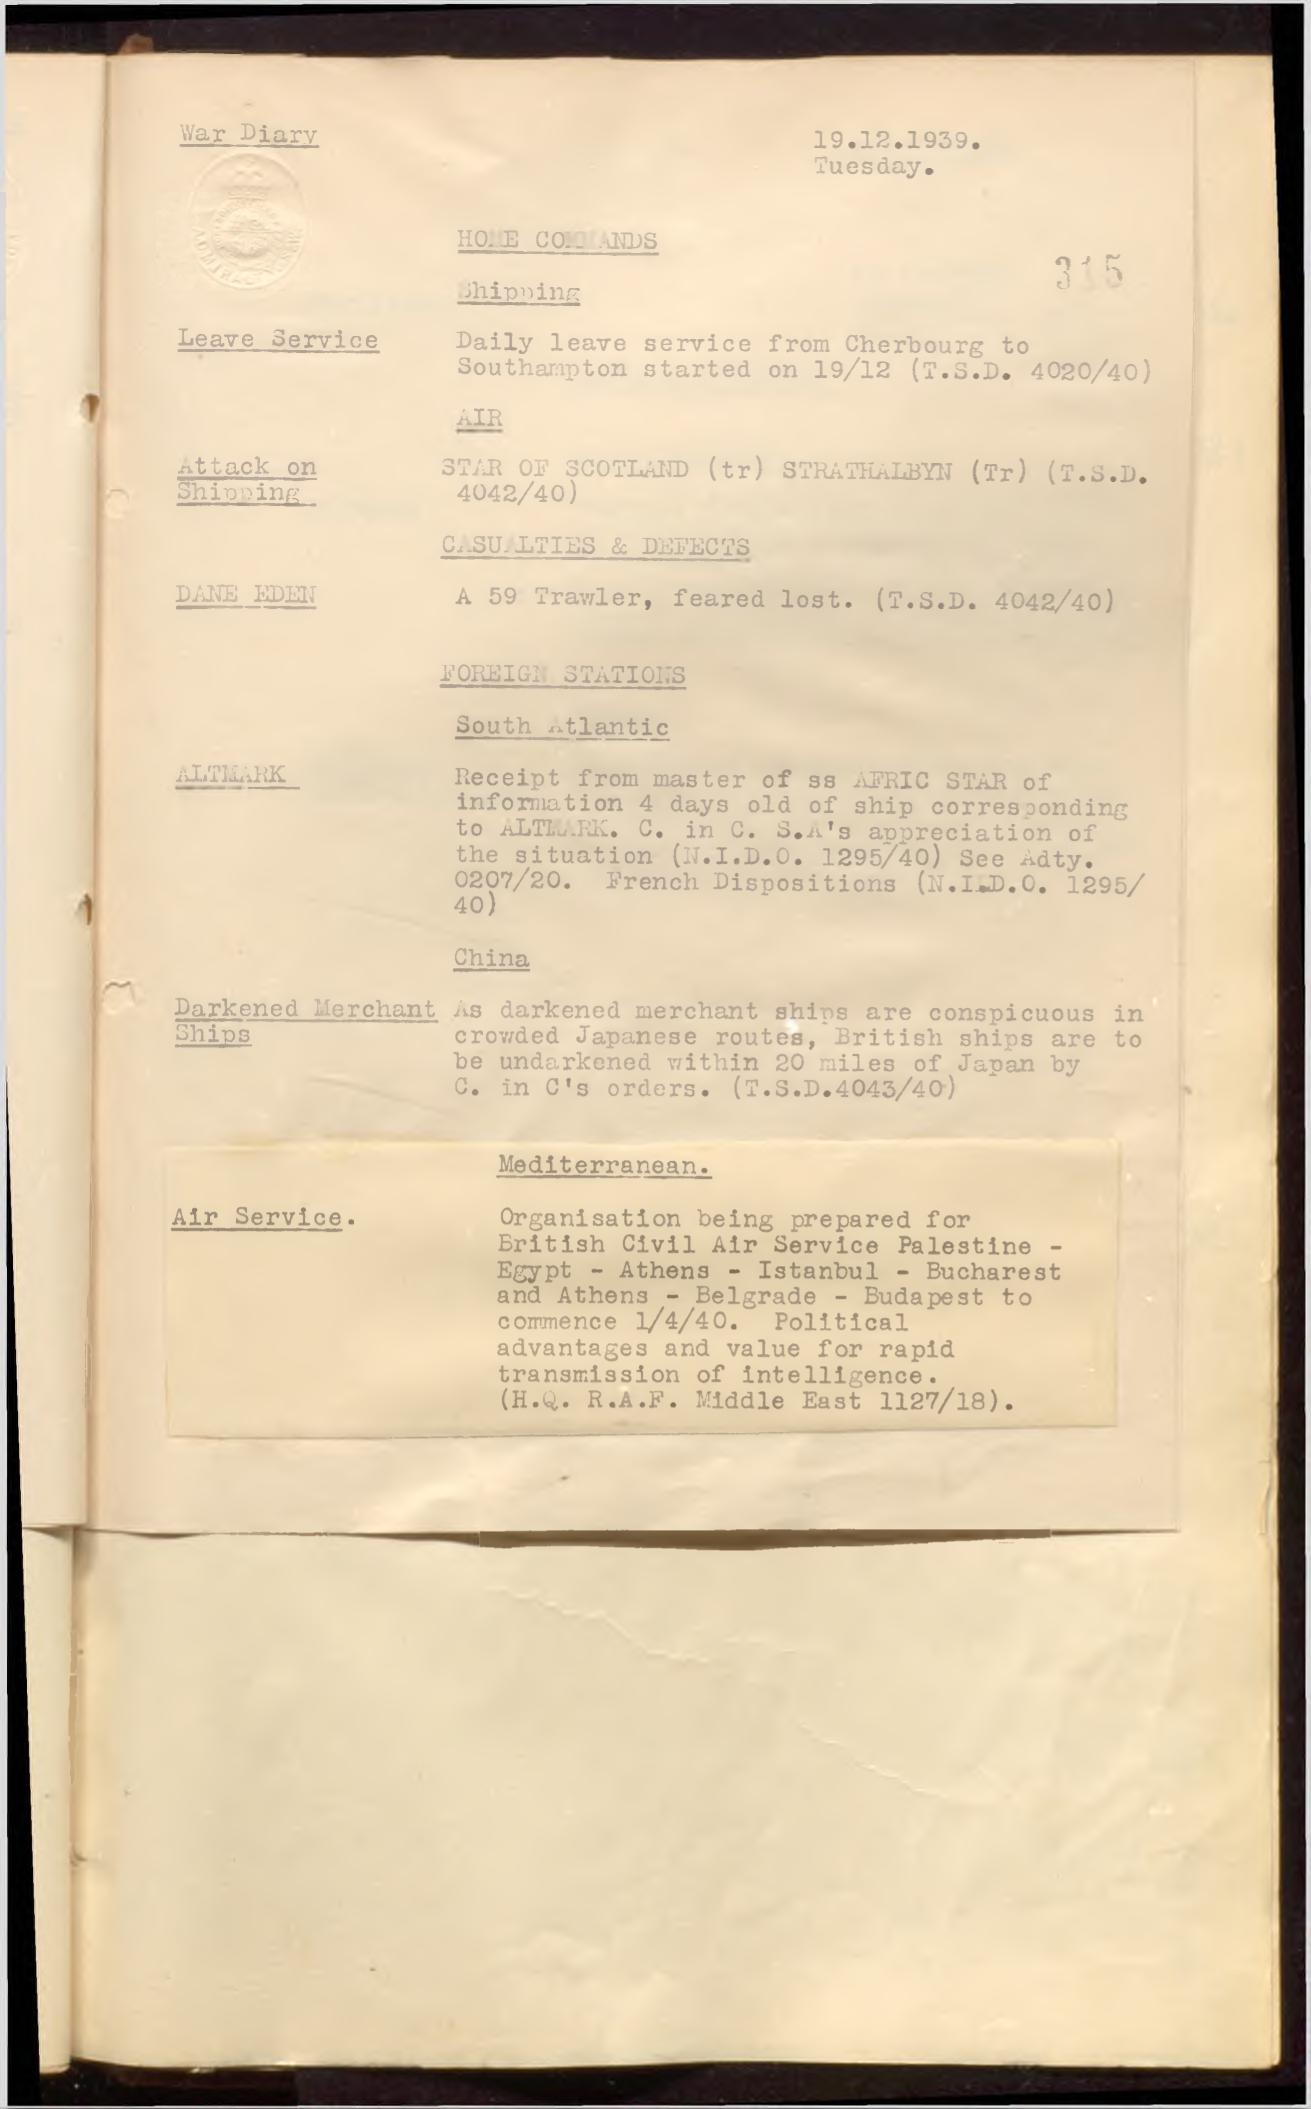 War Diary
19.12.1939.
Tuesday.
HOME COMMANDS
315
Shipping
Leave Service Daily leave service from Cherbourg to
Southampton started on 19/12 (T.S.D. 4020/40)
AIR
Attack on STAR OF SCOTLAND (tr) STRATHALBYN (Tr) (T.S.D.
Shipping 4042/40)
CASUALTIES & DEFECTS
DANE EDEN A 59 Trawler, feared lost. (T.S.D. 4042/40)
FOREIGN STATIONS
South Atlantic
ALTMARK Receipt from master of ss AFRIC STAR of
information 4 days old of ship corresponding
to ALTMARK. C. in C. S.A's appreciation of
the situation (N.I.D.O. 1295/40) See Adty.
0207/20. French Dispositions (N.I.D.O. 1295/
40)
China
Darkened Merchant As darkened merchant ships are conspicuous in
Ships crowded Japanese routes, British ships are to
be undarkened within 20 miles of Japan by
C. in C's orders. (T.S.D.4043/40)
Mediterranean.
Air Service. Organisation being prepared for
British Civil Air Service Palestine -
Egypt - Athens - Istanbul - Bucharest
and Athens - Belgrade - Budapest to
commence 1/4/40. Political
advantages and value for rapid
transmission of intelligence.
(H.Q. R.A.F. Middle East 1127/18).